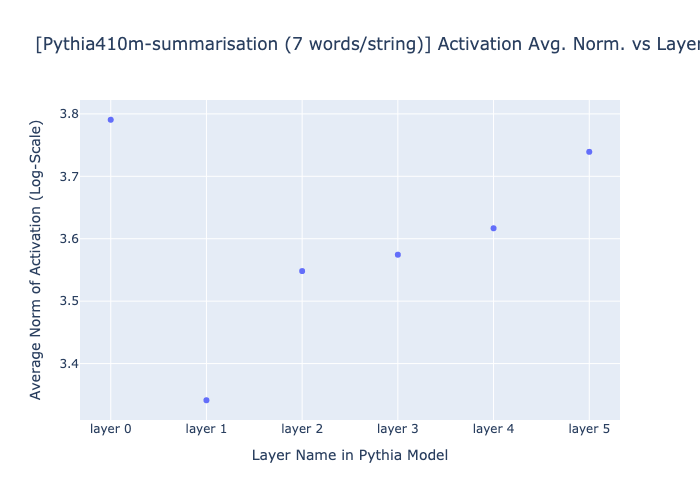 [Pythia410m-summarisation (7 words/string)] Activation Avg. Norm. vs Layer
3.8
3.7
3.6
3.5
3.4
Average Norm of Activation (Log-Scale)
layer 0 layer 1 layer 2 layer 3 layer 4 layer 5
Layer Name in Pythia Model